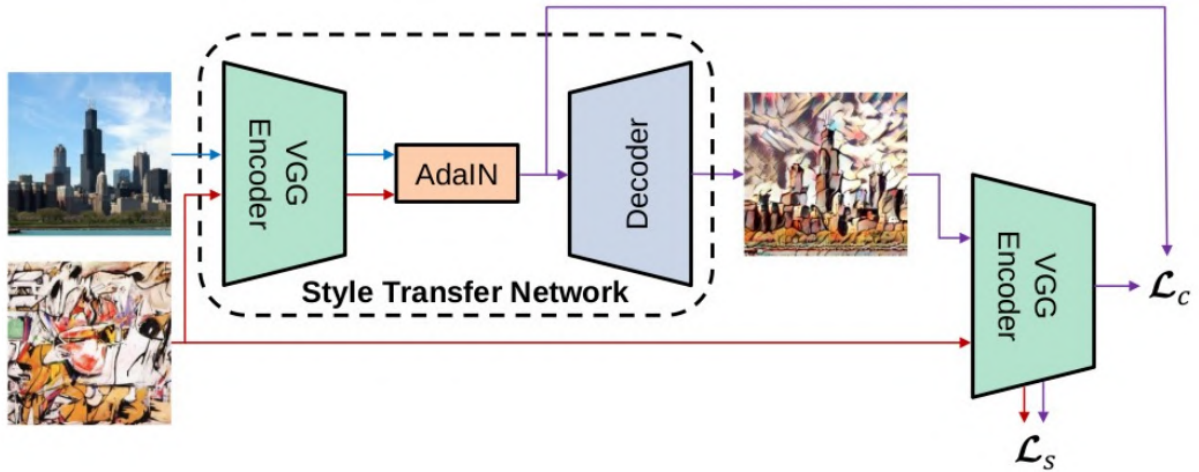 VGG
Encoder
AdaIN
Decoder
Style Transfer Network
VGG
Encoder
ℒc
ℒs